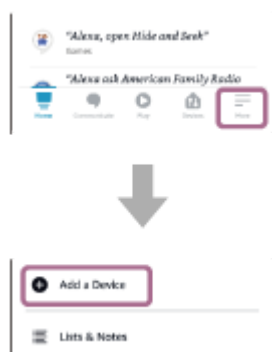 "Alexa, open Hide and Seek"
Games
"Alexa ask American Family Radio
Home Communicate Play Devices More
Add a Device
Lists & Notes